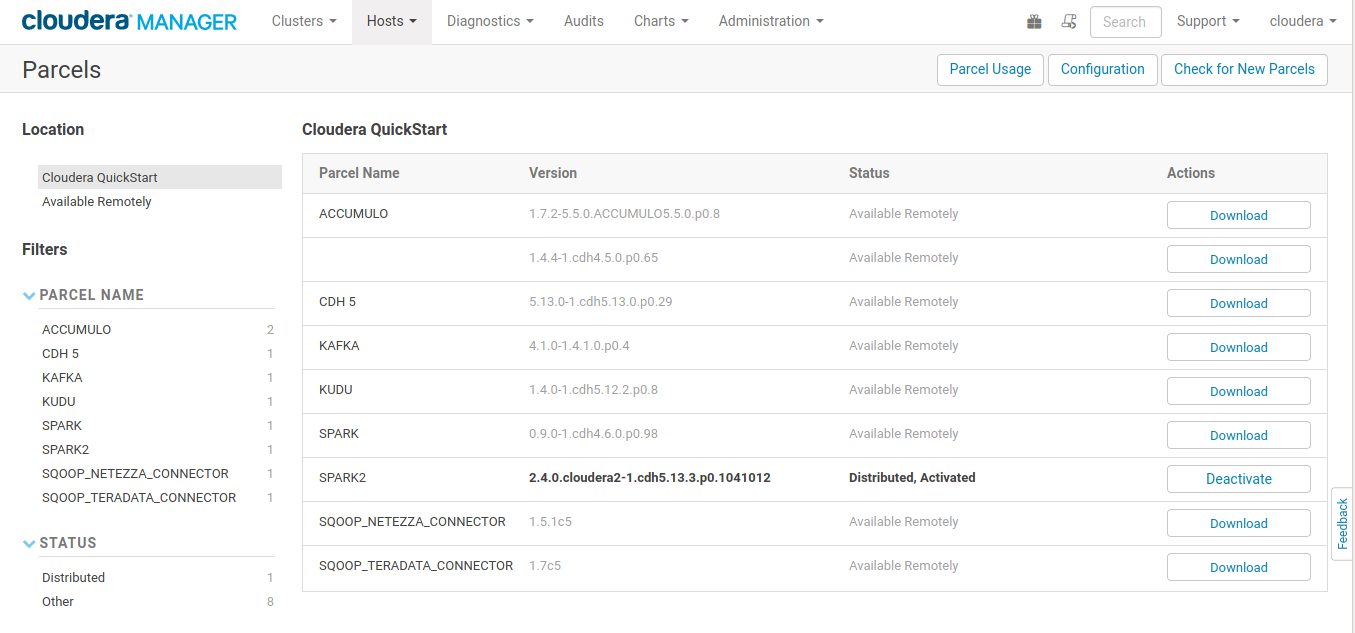 cloudera MANAGER Clusters Hosts Diagnostics Audits Charts Administration Search Support cloudera
Parcels Parcel Usage Configuration Check for New Parcels
Location
Cloudera QuickStart
Available Remotely
Filters
PARCEL NAME
ACCUMULO 2
CDH 5 1
KAFKA 1
KUDU 1
SPARK 1
SPARK2 1
SQOOP_NETEZZA_CONNECTOR 1
SQOOP_TERADATA_CONNECTOR 1
STATUS
Distributed 1
Other 8
Cloudera QuickStart
Parcel Name Version Status Actions
ACCUMULO 1.7.2-5.5.0.ACCUMULO5.5.0.p0.8 Available Remotely Download
1.4.4-1.cdh4.5.0.p0.65 Available Remotely Download
CDH 5 5.13.0-1.cdh5.13.0.p0.29 Available Remotely Download
KAFKA 4.1.0-1.4.1.0.p0.4 Available Remotely Download
KUDU 1.4.0-1.cdh5.12.2.p0.8 Available Remotely Download
SPARK 0.9.0-1.cdh4.6.0.p0.98 Available Remotely Download
SPARK2 2.4.0.cloudera2-1.cdh5.13.3.p0.1041012 Distributed, Activated Deactivate
SQOOP_NETEZZA_CONNECTOR 1.5.1c5 Available Remotely Download
SQOOP_TERADATA_CONNECTOR 1.7c5 Available Remotely Download
Feedback